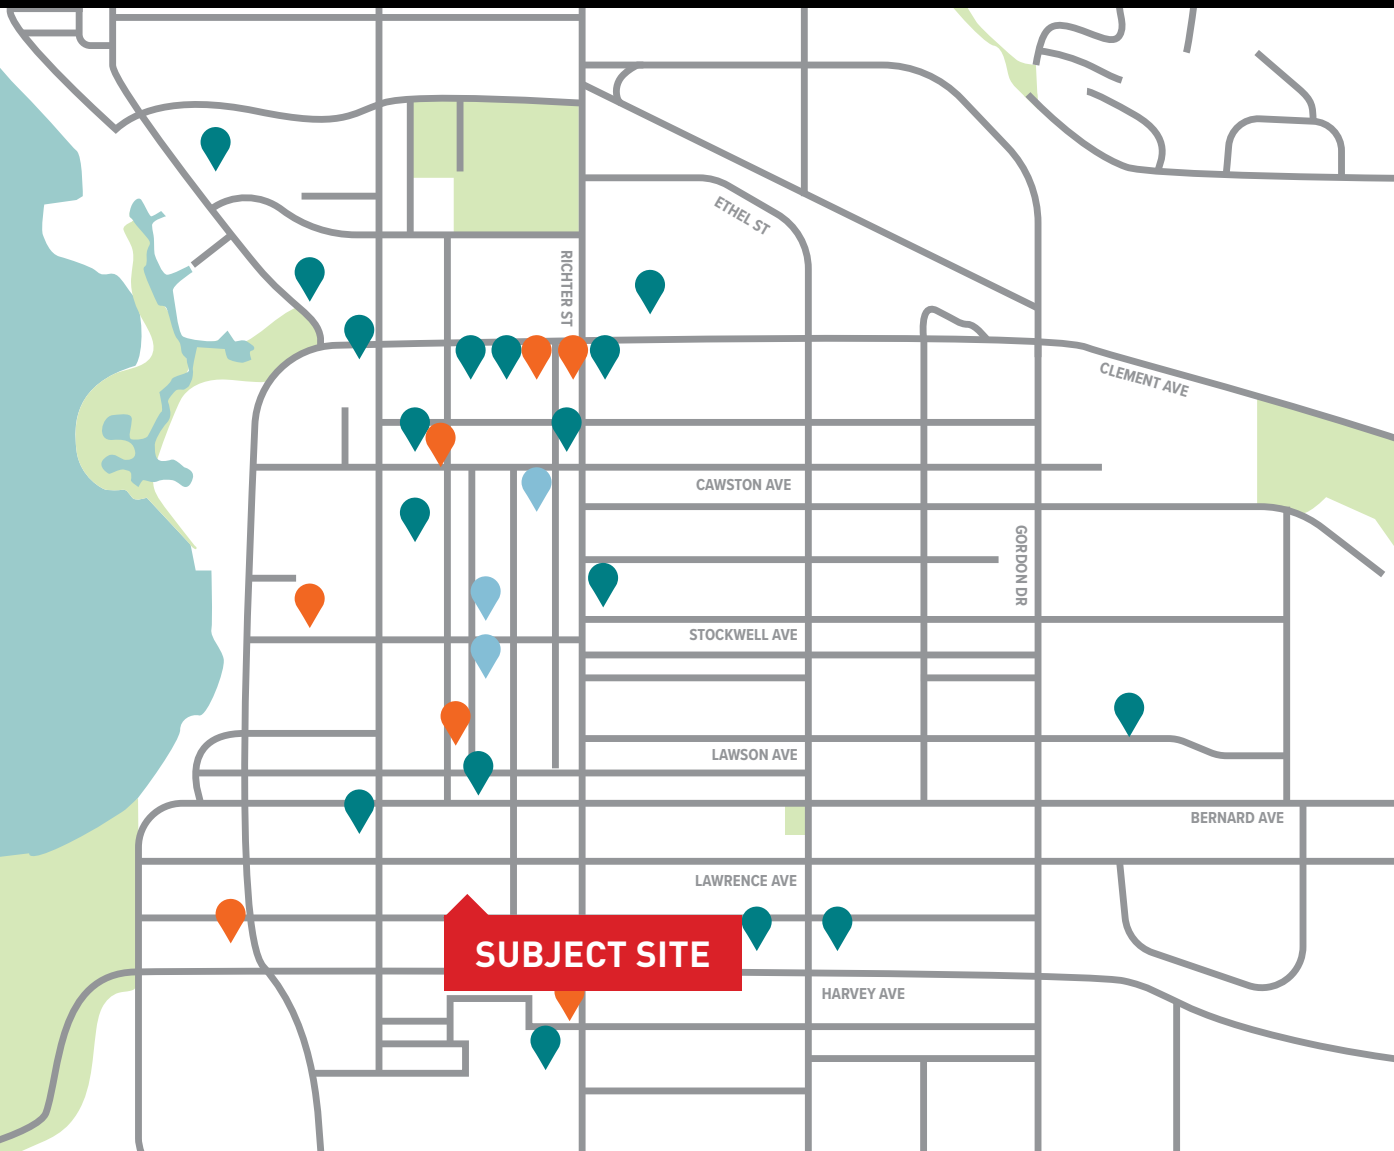 ETHEL ST
RICHTER ST
CLEMENT AVE
CAWSTON AVE
GORDON DR
STOCKWELL AVE
LAWSON AVE
BERNARD AVE
LAWRENCE AVE
SUBJECT SITE
HARVEY AVE